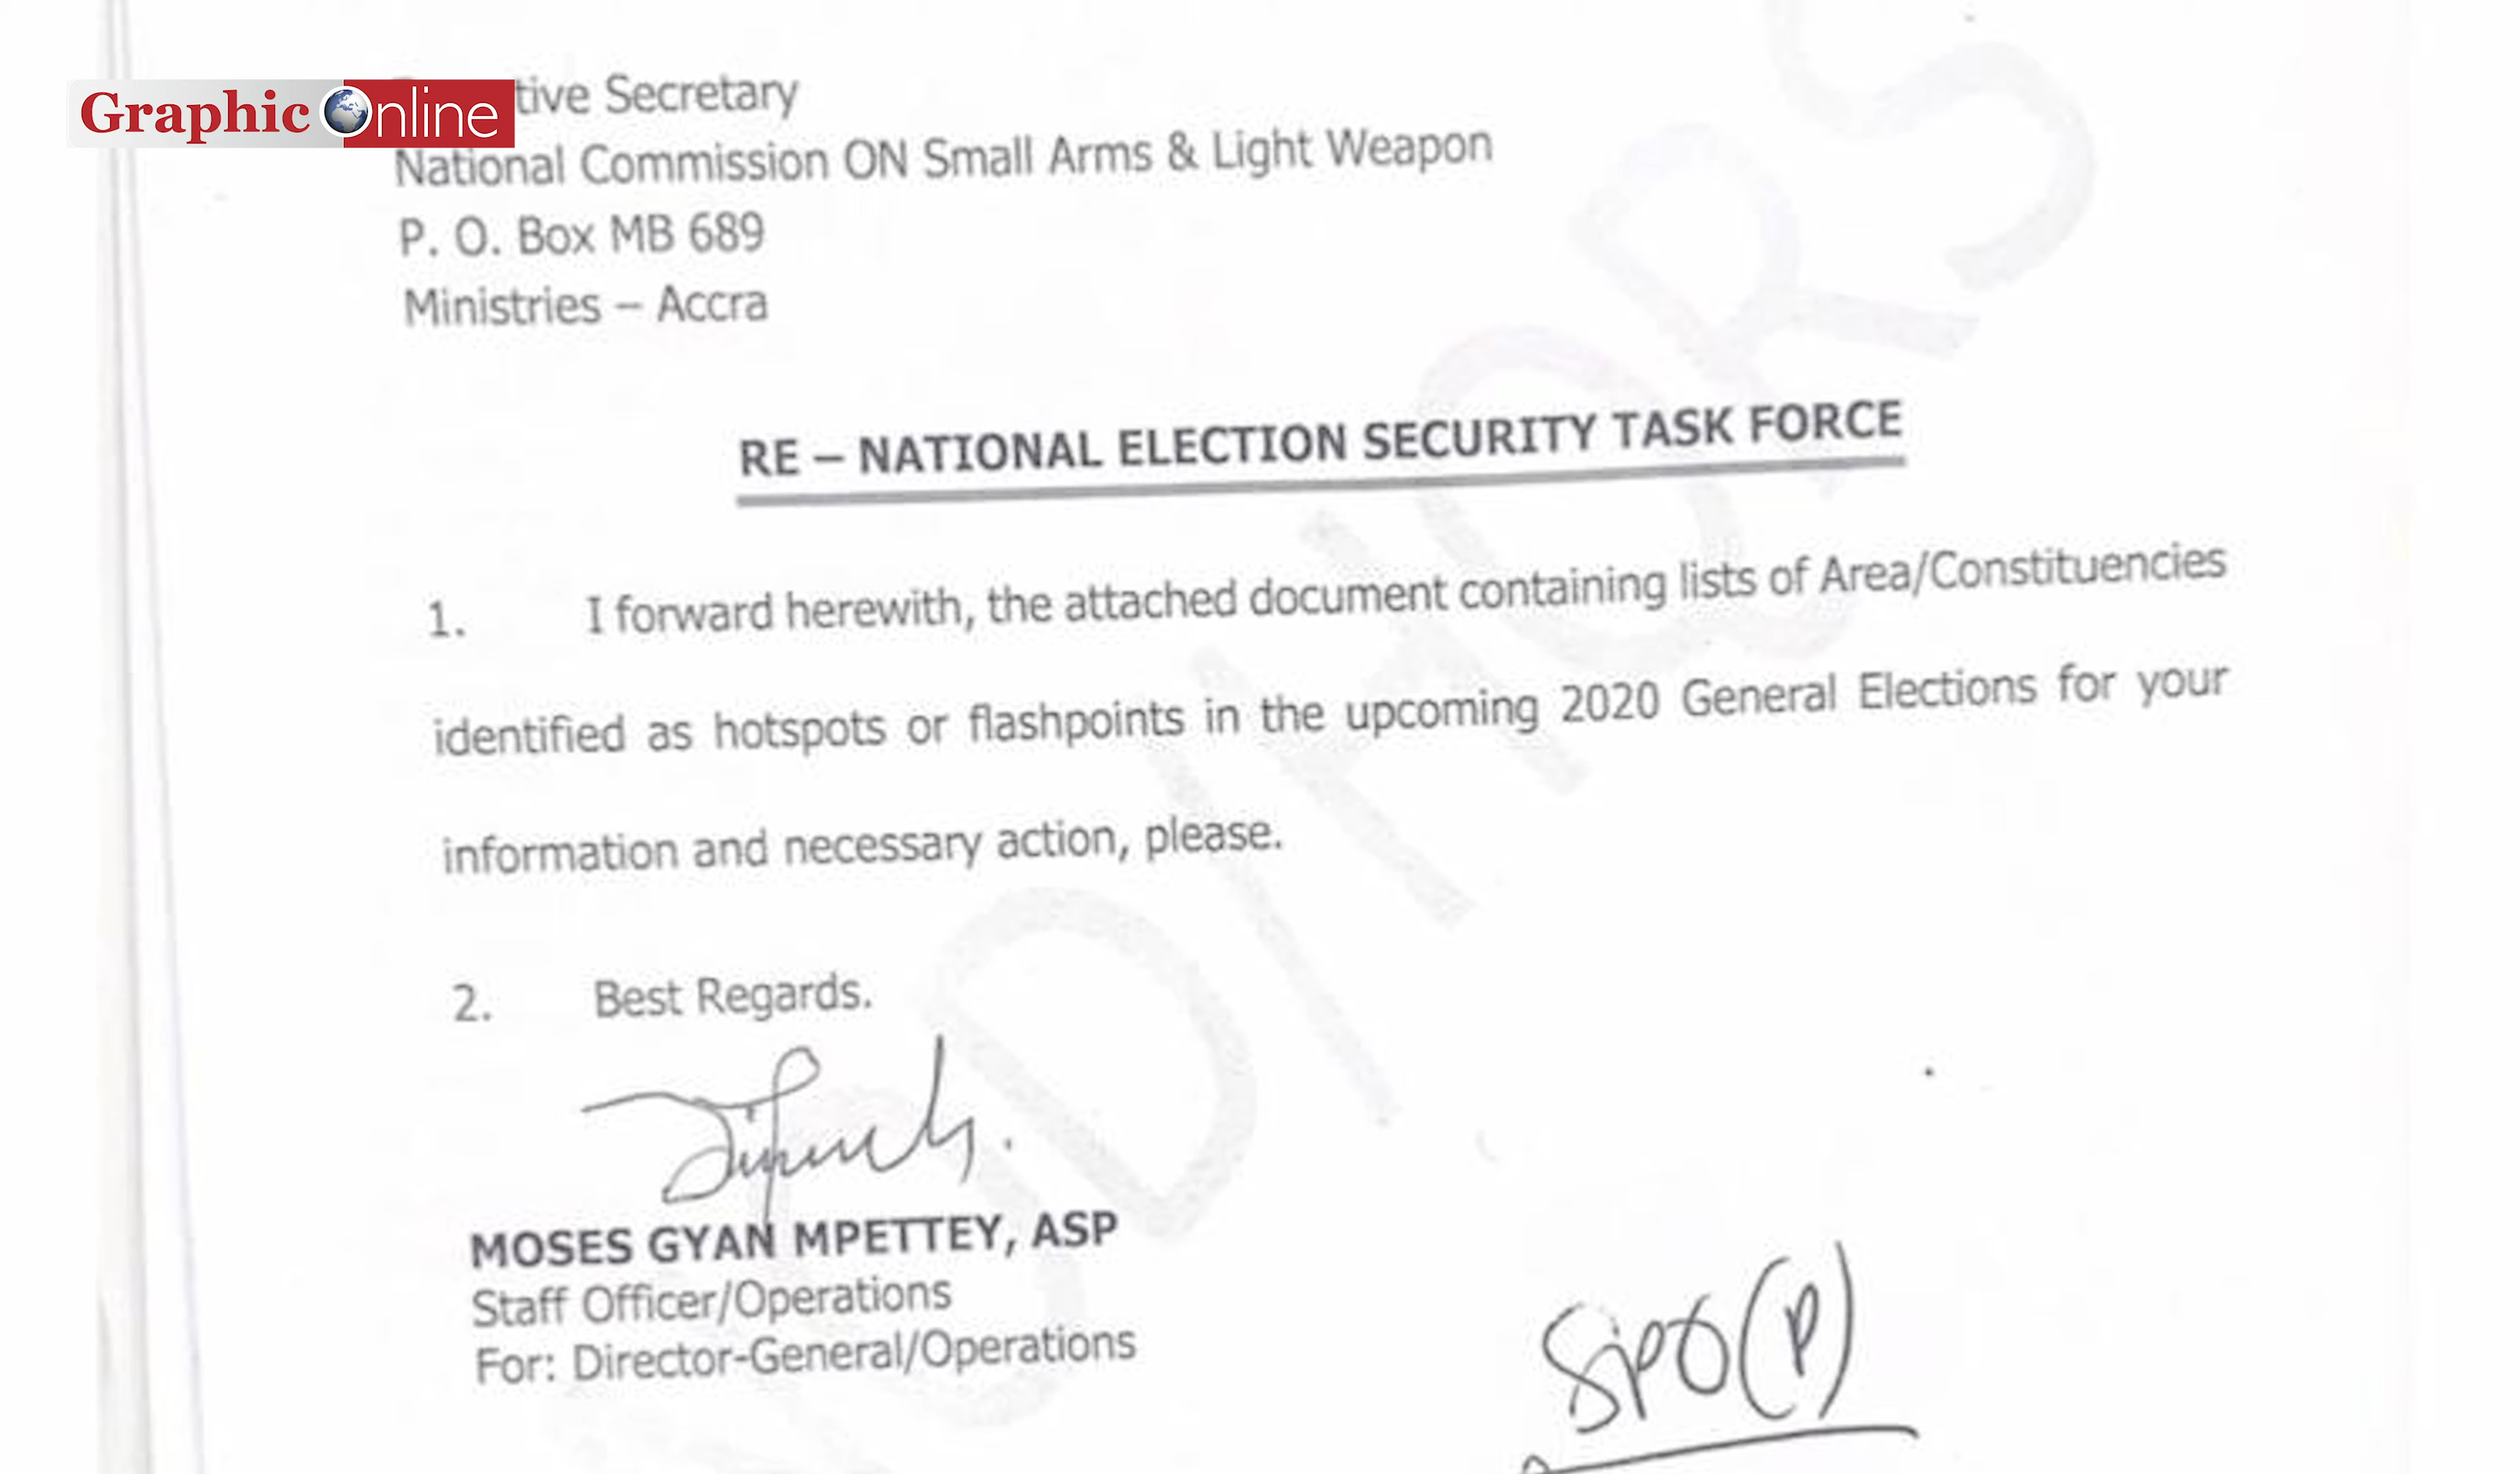 Graphic Online
tive Secretary
National Commission ON Small Arms & Light Weapon
P. O. Box MB 689
Ministries – Accra
RE – NATIONAL ELECTION SECURITY TASK FORCE
1. I forward herewith, the attached document containing lists of Area/Constituencies
identified as hotspots or flashpoints in the upcoming 2020 General Elections for your
information and necessary action, please.
2. Best Regards.
MOSES GYAN MPETTEY, ASP
Staff Officer/Operations
For: Director-General/Operations
SPO(P)